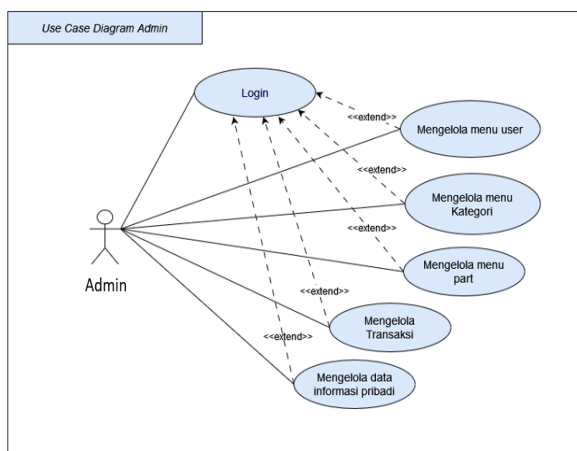 Use Case Diagram Admin
Login
<<extend>>
Mengelola menu user
<<extend>>
Mengelola menu
Kategori
<<extend>>
Mengelola menu
part
Admin
<<extend>>
Mengelola
Transaksi
<<extend>>
Mengelola data
informasi pribadi